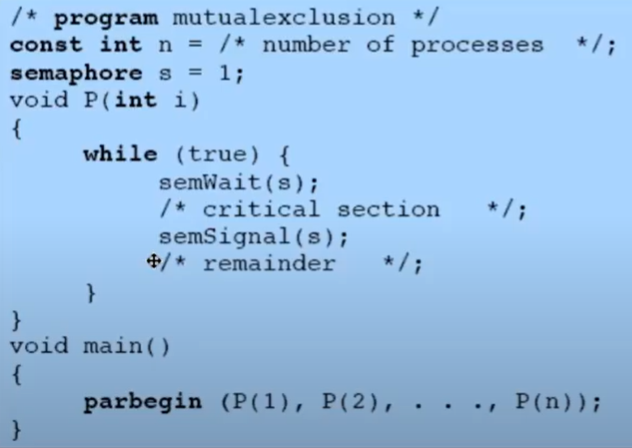 /* program mutualexclusion */
const int n = /* number of processes */;
semaphore s = 1;
void P(int i)
{
while (true) {
semWait(s);
/* critical section */;
semSignal(s);
/* remainder */;
}
}
void main()
{
parbegin (P(1), P(2), . . ., P(n));
}